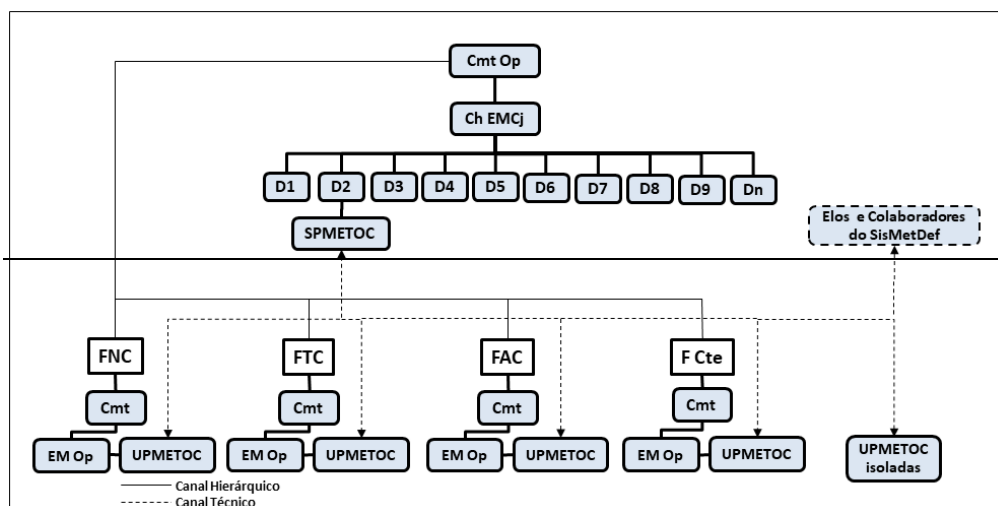 Cmt Op
Ch EMCj
D1 D2 D3 D4 D5 D6 D7 D8 D9 Dn
SPMETOC
Elos e Colaboradores
do SisMetDef
FNC FTC FAC F Cte
Cmt Cmt Cmt Cmt
EM Op UPMETOC EM Op UPMETOC EM Op UPMETOC EM Op UPMETOC
UPMETOC
isoladas
Canal Hierárquico
Canal Técnico